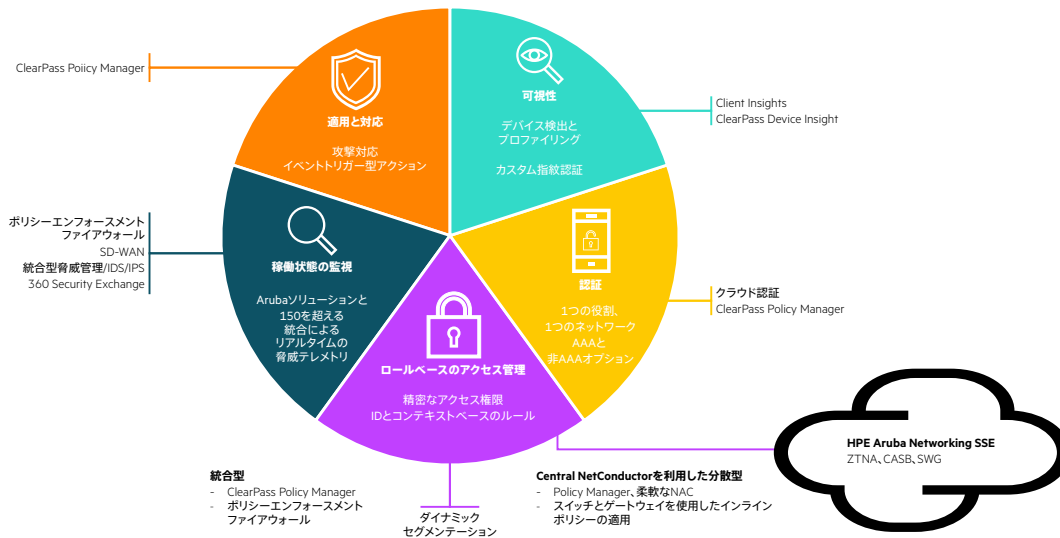 ClearPass Poiicy Manager
適用と対応
攻撃対応
イベントトリガー型アクション
可視性
デバイス検出と
プロファイリング
カスタム指紋認証
Client Insights
ClearPass Device Insight
ポリシーエンフォースメント
ファイアウォール
SD-WAN
統合型脅威管理/IDS/IPS
360 Security Exchange
稼働状態の監視
Arubaソリューションと
150を超える
統合による
リアルタイムの
脅威テレメトリ
認証
1つの役割、
1つのネットワーク
AAAと
非AAAオプション
クラウド認証
ClearPass Policy Manager
ロールベースのアクセス管理
精密なアクセス権限
IDとコンテキストベースのルール
HPE Aruba Networking SSE
ZTNA、CASB、SWG
統合型
- ClearPass Policy Manager
- ポリシーエンフォースメント
ファイアウォール
ダイナミック
セグメンテーション
Central NetConductorを利用した分散型
- Policy Manager、柔軟なNAC
- スイッチとゲートウェイを使用したインライン
ポリシーの適用